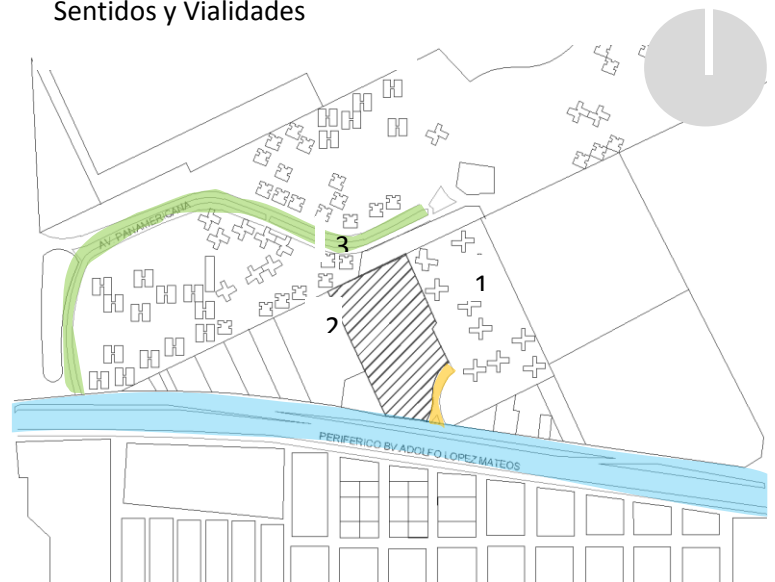 Sentidos y Vialidades
AV. PANAMERICANA
3
1
2
PERIFERICO BV.ADOLFO LOPEZ MATEOS